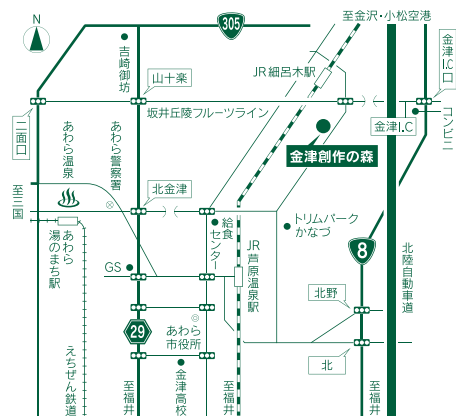 N
305
至金沢・小松空港
金津I.C口
吉崎御坊
山十楽
JR細呂木駅
坂井丘陵フルーツライン
二面口
あわら温泉
あわら警察署
金津I.C
コンビニ
金津創作の森
至三国
北金津
給食センター
トリムパーク
かなづ
8
あわら
湯のまち駅
GS
JR芦原温泉駅
北陸自動車道
北野
29
あわら
市役所
北
えちぜん鉄道
至福井
金津高校
至福井
至福井